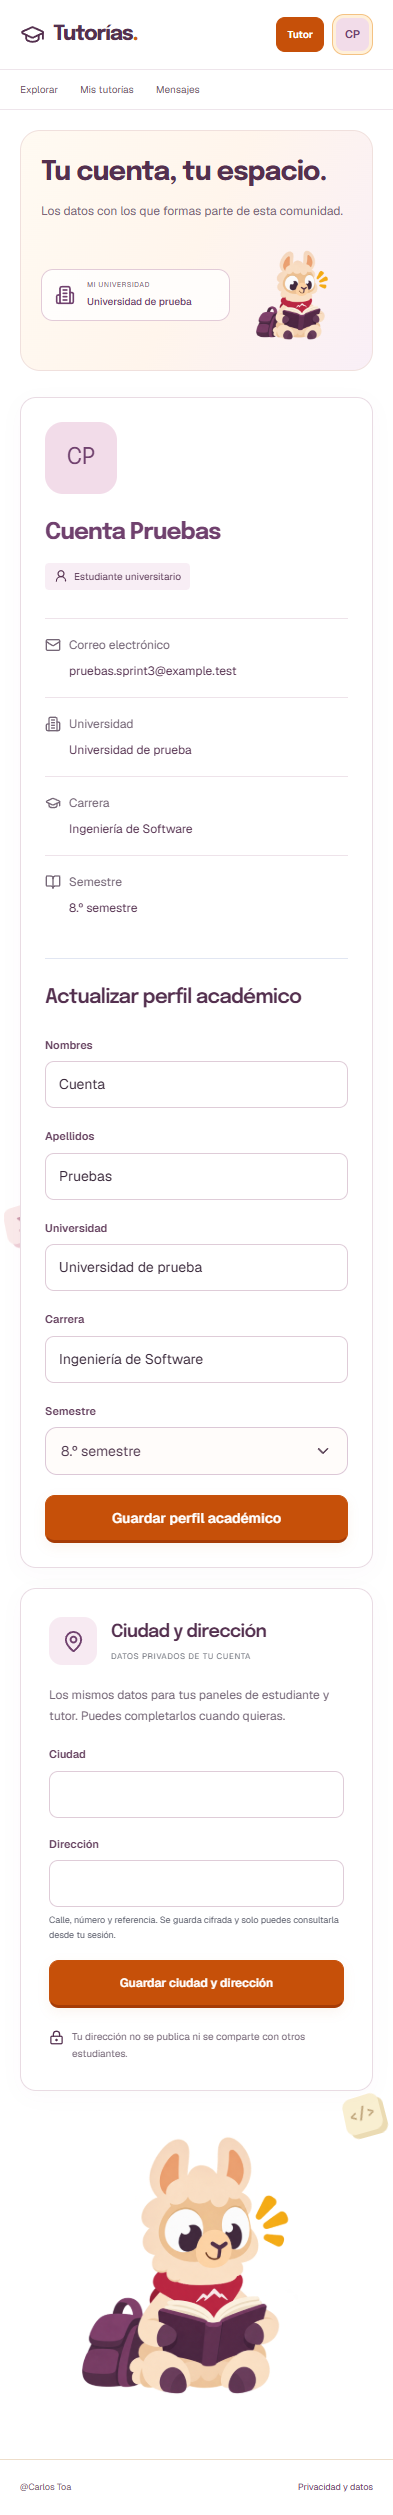 Tutorías.
Tutor
CP
Explorar
Mis tutorías
Mensajes
Tu cuenta, tu espacio.
Los datos con los que formas parte de esta comunidad.
MI UNIVERSIDAD
Universidad de prueba
CP
Cuenta Pruebas
Estudiante universitario
Correo electrónico
pruebas.sprint3@example.test
Universidad
Universidad de prueba
Carrera
Ingeniería de Software
Semestre
8.º semestre
Actualizar perfil académico
Nombres
Cuenta
Apellidos
Pruebas
Universidad
Universidad de prueba
Carrera
Ingeniería de Software
Semestre
8.º semestre
Guardar perfil académico
Ciudad y dirección
DATOS PRIVADOS DE TU CUENTA
Los mismos datos para tus paneles de estudiante y
tutor. Puedes completarlos cuando quieras.
Ciudad
Dirección
Calle, número y referencia. Se guarda cifrada y solo puedes consultarla
desde tu sesión.
Guardar ciudad y dirección
Tu dirección no se publica ni se comparte con otros
estudiantes.
</>
@Carlos Toa
Privacidad y datos